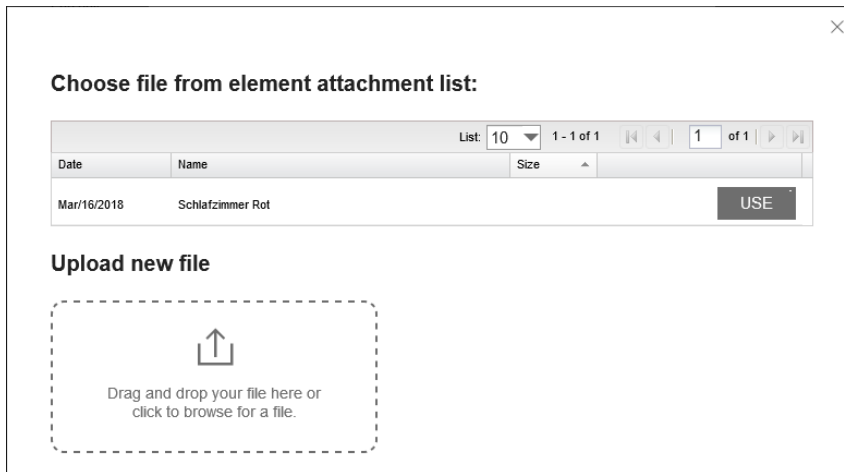 Choose file from element attachment list:
List: 10 1 - 1 of 1 1 of 1
Date Name Size
Mar/16/2018 Schlafzimmer Rot USE
Upload new file
Drag and drop your file here or
click to browse for a file.